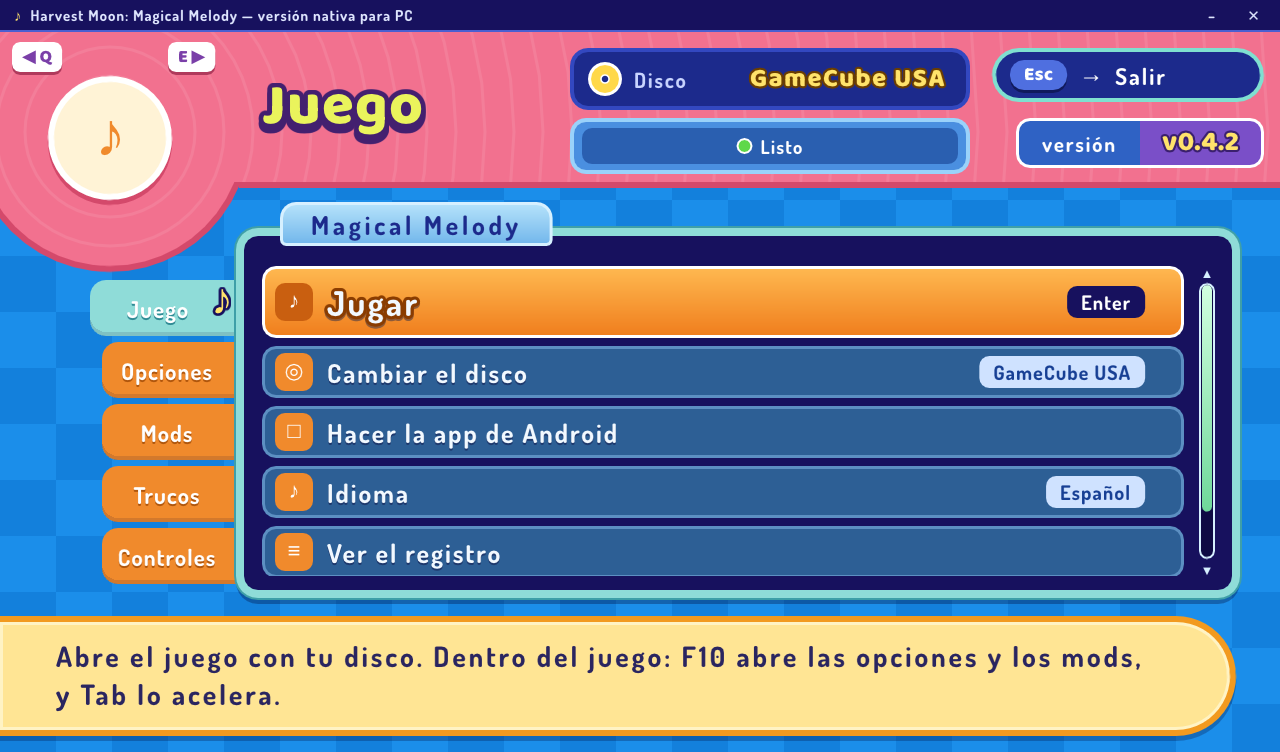 ♪ Harvest Moon: Magical Melody — versión nativa para PC
◀ Q
E ▶
Juego
Disco GameCube USA
Listo
Esc → Salir
versión v0.4.2
Magical Melody
Juego
Opciones
Mods
Trucos
Controles
Jugar Enter
Cambiar el disco GameCube USA
Hacer la app de Android
Idioma Español
Ver el registro
Abre el juego con tu disco. Dentro del juego: F10 abre las opciones y los mods,
y Tab lo acelera.